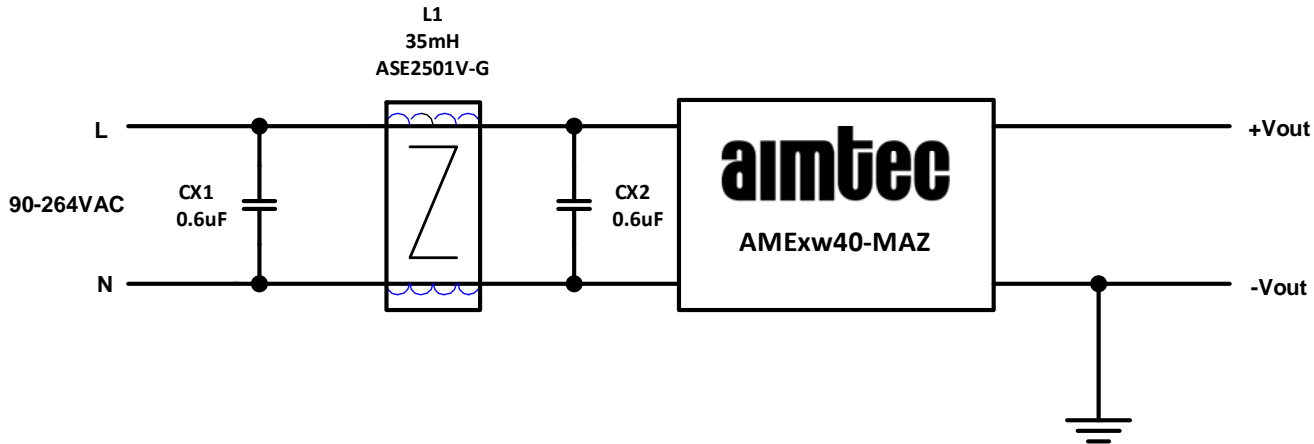 L1
35mH
ASE2501V-G
L
+Vout
90-264VAC
CX1
0.6uF
CX2
0.6uF
aimtec
AMExw40-MAZ
N
-Vout